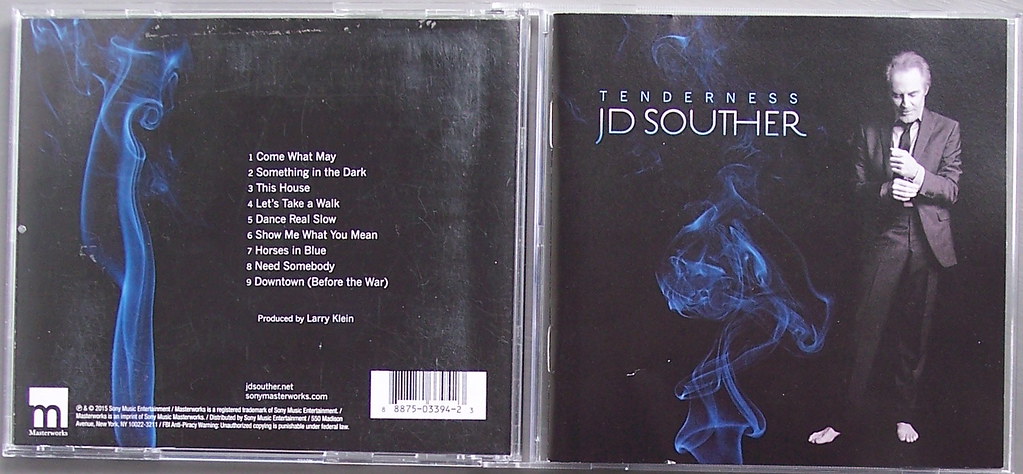 1 Come What May
2 Something in the Dark
3 This House
4 Let's Take a Walk
5 Dance Real Slow
6 Show Me What You Mean
7 Horses in Blue
8 Need Somebody
9 Downtown (Before the War)
Produced by Larry Klein
jdsouther.net
sonymasterworks.com
m
Masterworks
℗ & © 2015 Sony Music Entertainment / Masterworks is a registered trademark of Sony Music Entertainment. /
Masterworks is an imprint of Sony Music Masterworks. / Distributed by Sony Music Entertainment / 550 Madison
Avenue, New York, NY 10022-3211 / FBI Anti-Piracy Warning: Unauthorized copying is punishable under federal law.
8 8875-03394-2 3
TENDERNESS
JD SOUTHER